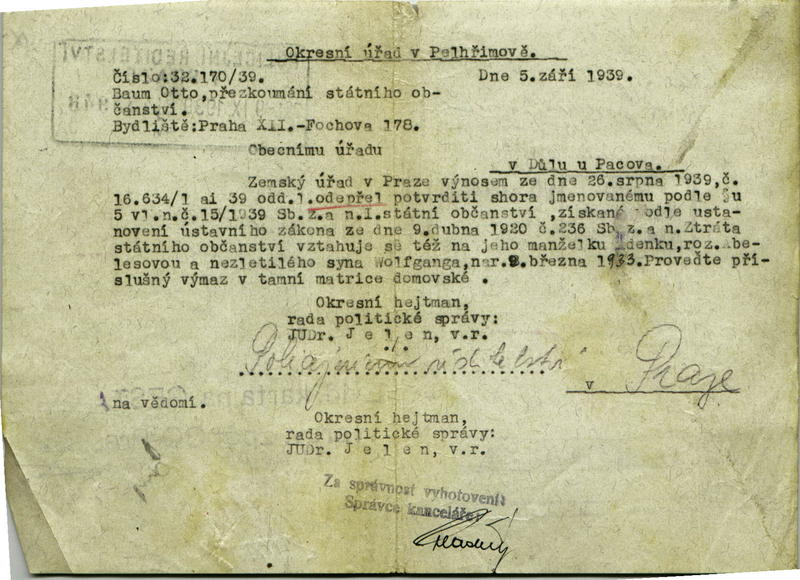 Okresní úřad v Pelhřimově.
Číslo:32.170/39. Dne 5.září 1939.
Baum Otto,přezkoumání státního ob-
čanství.
Bydliště:Praha XII.-Fochova 178.
Obecnímu úřadu
v Důlu u Pacova.
Zemský úřad v Praze výnosem ze dne 26.srpna 1939,č.
16.634/1 ai 39 odd.1.odepřel potvrditi shora jmenovanému podle §u
5 vl.n.č.15/1939 Sb.z.a n.I.státní občanství ,získané podle usta-
novení ústavního zákona ze dne 9.dubna 1920 č.236 Sb.z.a n.Ztráta
státního občanství vztahuje se též na jeho manželku Zdenku,roz.Abe-
lesovou a nezletilého syna Wolfganga,nar. března 1933.Proveďte pří-
slušný výmaz v tamní matrice domovské .
Okresní hejtman,
rada politické správy:
JUDr. J e l e n, v.r.
Policejnímu ředitelství
v Praze
na vědomí.
Okresní hejtman,
rada politické správy:
JUDr. J e l e n, v.r.
Za správnost vyhotovení:
Správce kanceláře: